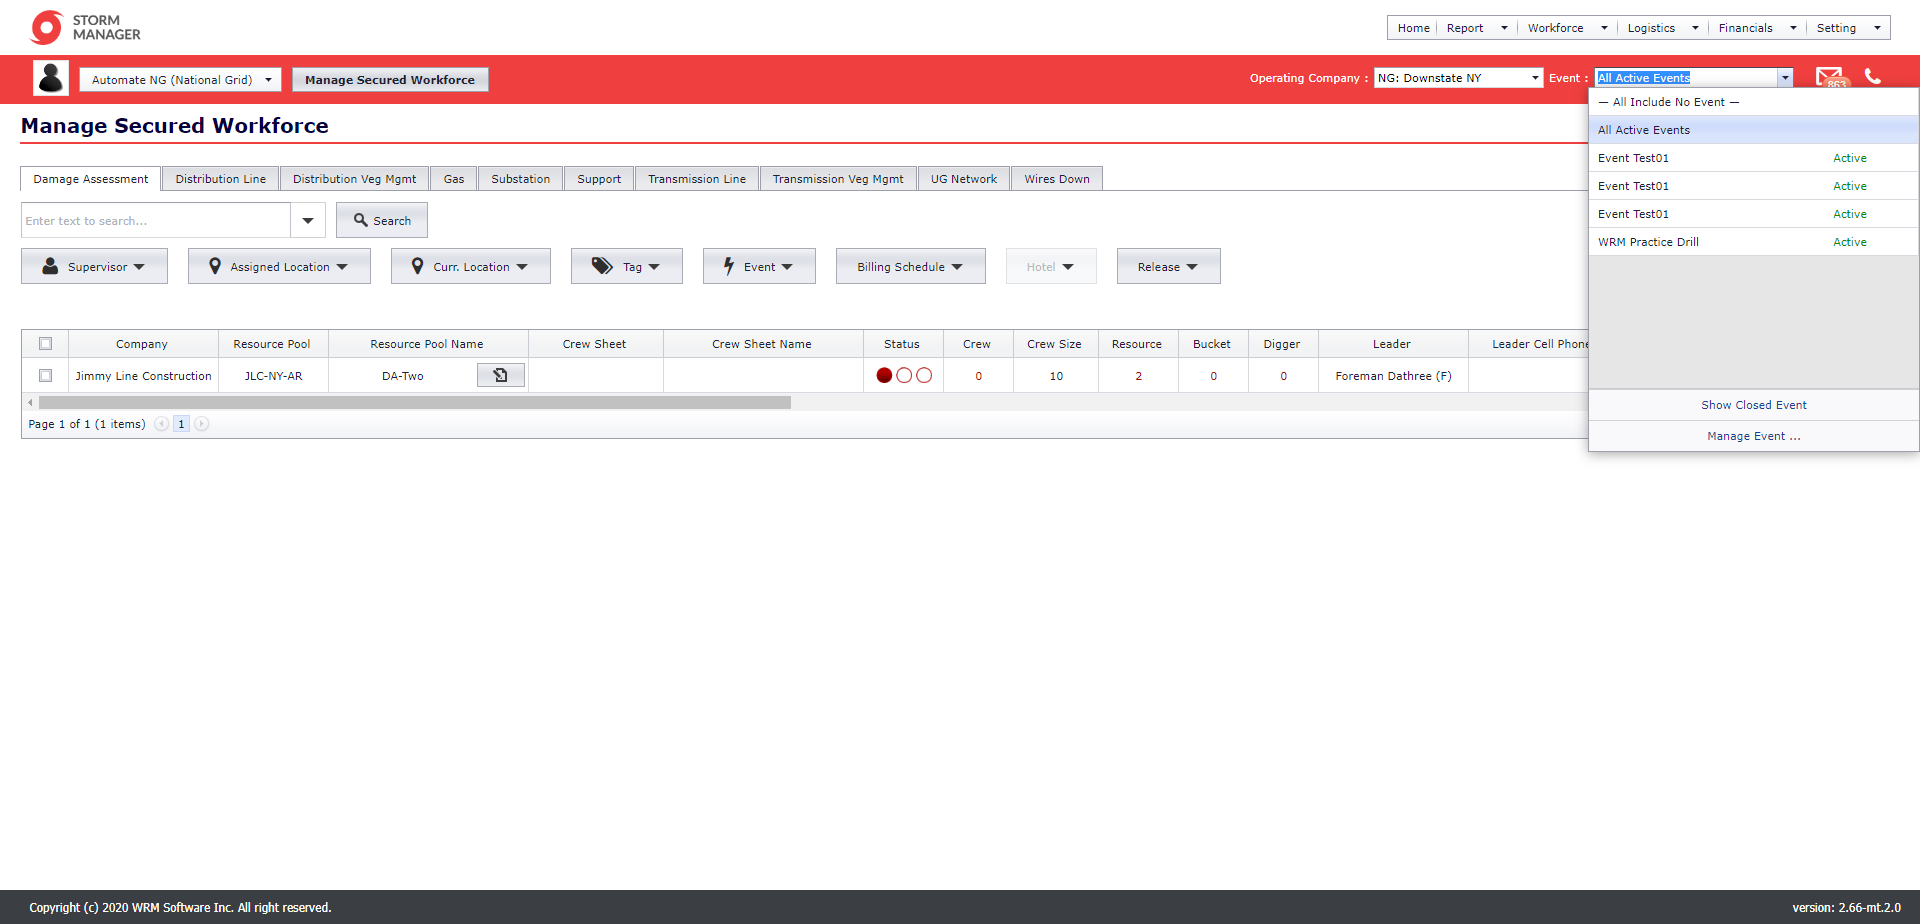 STORM
MANAGER
Home Report Workforce Logistics Financials Setting
Automate NG (National Grid) Manage Secured Workforce Operating Company : NG: Downstate NY Event : All Active Events 863
Manage Secured Workforce
— All Include No Event —
All Active Events
Event Test01 Active
Event Test01 Active
Event Test01 Active
WRM Practice Drill Active
Show Closed Event
Manage Event ...
Damage Assessment Distribution Line Distribution Veg Mgmt Gas Substation Support Transmission Line Transmission Veg Mgmt UG Network Wires Down
Enter text to search... Search
Supervisor Assigned Location Curr. Location Tag Event Billing Schedule Hotel Release
Company Resource Pool Resource Pool Name Crew Sheet Crew Sheet Name Status Crew Crew Size Resource Bucket Digger Leader Leader Cell Phone
Jimmy Line Construction JLC-NY-AR DA-Two 0 10 2 0 0 Foreman Dathree (F)
Page 1 of 1 (1 items) 1
Copyright (c) 2020 WRM Software Inc. All right reserved. version: 2.66-mt.2.0